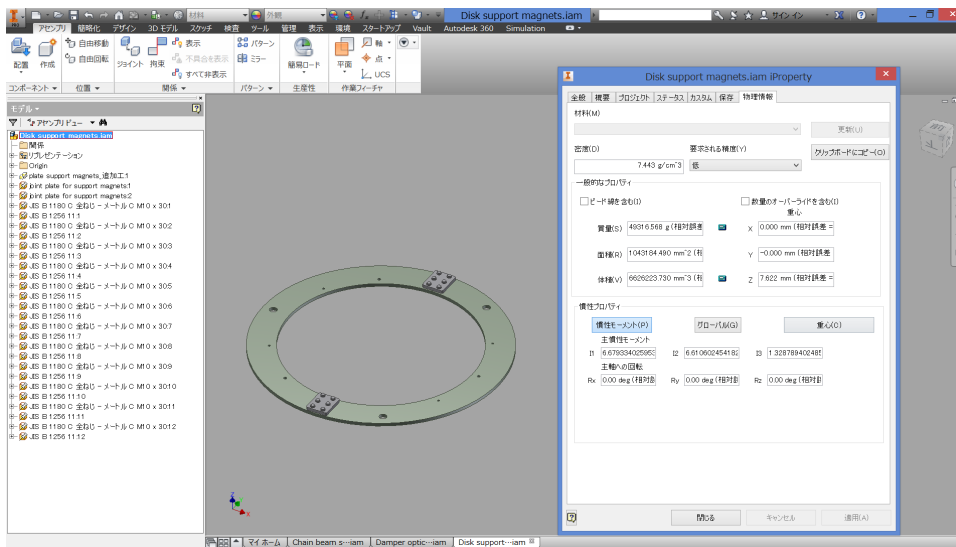 材料
外観
Disk support magnets.iam
サインイン
アセンブリ 簡略化 デザイン 3D モデル スケッチ 検査 ツール 管理 表示 環境 スタートアップ Vault Autodesk 360 Simulation
配置
作成
自由移動
自由回転
ジョイント
拘束
表示
不具合を表示
すべて非表示
パターン
ミラー
簡易ロード
平面
軸
点
UCS
コンポーネント 位置 関係 パターン 生産性 作業フィーチャ
モデル
アセンブリ ビュー
Disk support magnets.iam
関係
リプレゼンテーション
Origin
plate support magnets_追加工:1
joint plate for support magnets:1
joint plate for support magnets:2
JIS B 1180 C 全ねじ - メートル C M10 x 30:1
JIS B 1256 11:1
JIS B 1180 C 全ねじ - メートル C M10 x 30:2
JIS B 1256 11:2
JIS B 1180 C 全ねじ - メートル C M10 x 30:3
JIS B 1256 11:3
JIS B 1180 C 全ねじ - メートル C M10 x 30:4
JIS B 1256 11:4
JIS B 1180 C 全ねじ - メートル C M10 x 30:5
JIS B 1256 11:5
JIS B 1180 C 全ねじ - メートル C M10 x 30:6
JIS B 1256 11:6
JIS B 1180 C 全ねじ - メートル C M10 x 30:7
JIS B 1256 11:7
JIS B 1180 C 全ねじ - メートル C M10 x 30:8
JIS B 1256 11:8
JIS B 1180 C 全ねじ - メートル C M10 x 30:9
JIS B 1256 11:9
JIS B 1180 C 全ねじ - メートル C M10 x 30:10
JIS B 1256 11:10
JIS B 1180 C 全ねじ - メートル C M10 x 30:11
JIS B 1256 11:11
JIS B 1180 C 全ねじ - メートル C M10 x 30:12
JIS B 1256 11:12
Disk support magnets.iam iProperty
全般 概要 プロジェクト ステータス カスタム 保存 物理情報
材料(M)
更新(U)
密度(D) 要求される精度(Y)
クリップボードにコピー(O)
7.443 g/cm^3 低
一般的なプロパティ
ビード線を含む(I) 数量のオーバーライドを含む(I)
重心
質量(S) 49316.568 g (相対誤差 X 0.000 mm (相対誤差 =
面積(R) 1043184.490 mm^2 (相 Y -0.000 mm (相対誤差 =
体積(V) 6626223.730 mm^3 (相 Z 7.622 mm (相対誤差 =
慣性プロパティ
慣性モーメント(P) グローバル(G) 重心(C)
主慣性モーメント
I1 6.679334025953 I2 6.610602454182 I3 1.32878940248
主軸への回転
Rx 0.00 deg (相対誤 Ry 0.00 deg (相対誤 Rz 0.00 deg (相対誤
閉じる キャンセル 適用(A)
マイ ホーム Chain beam s···iam Damper optic···iam Disk support···iam